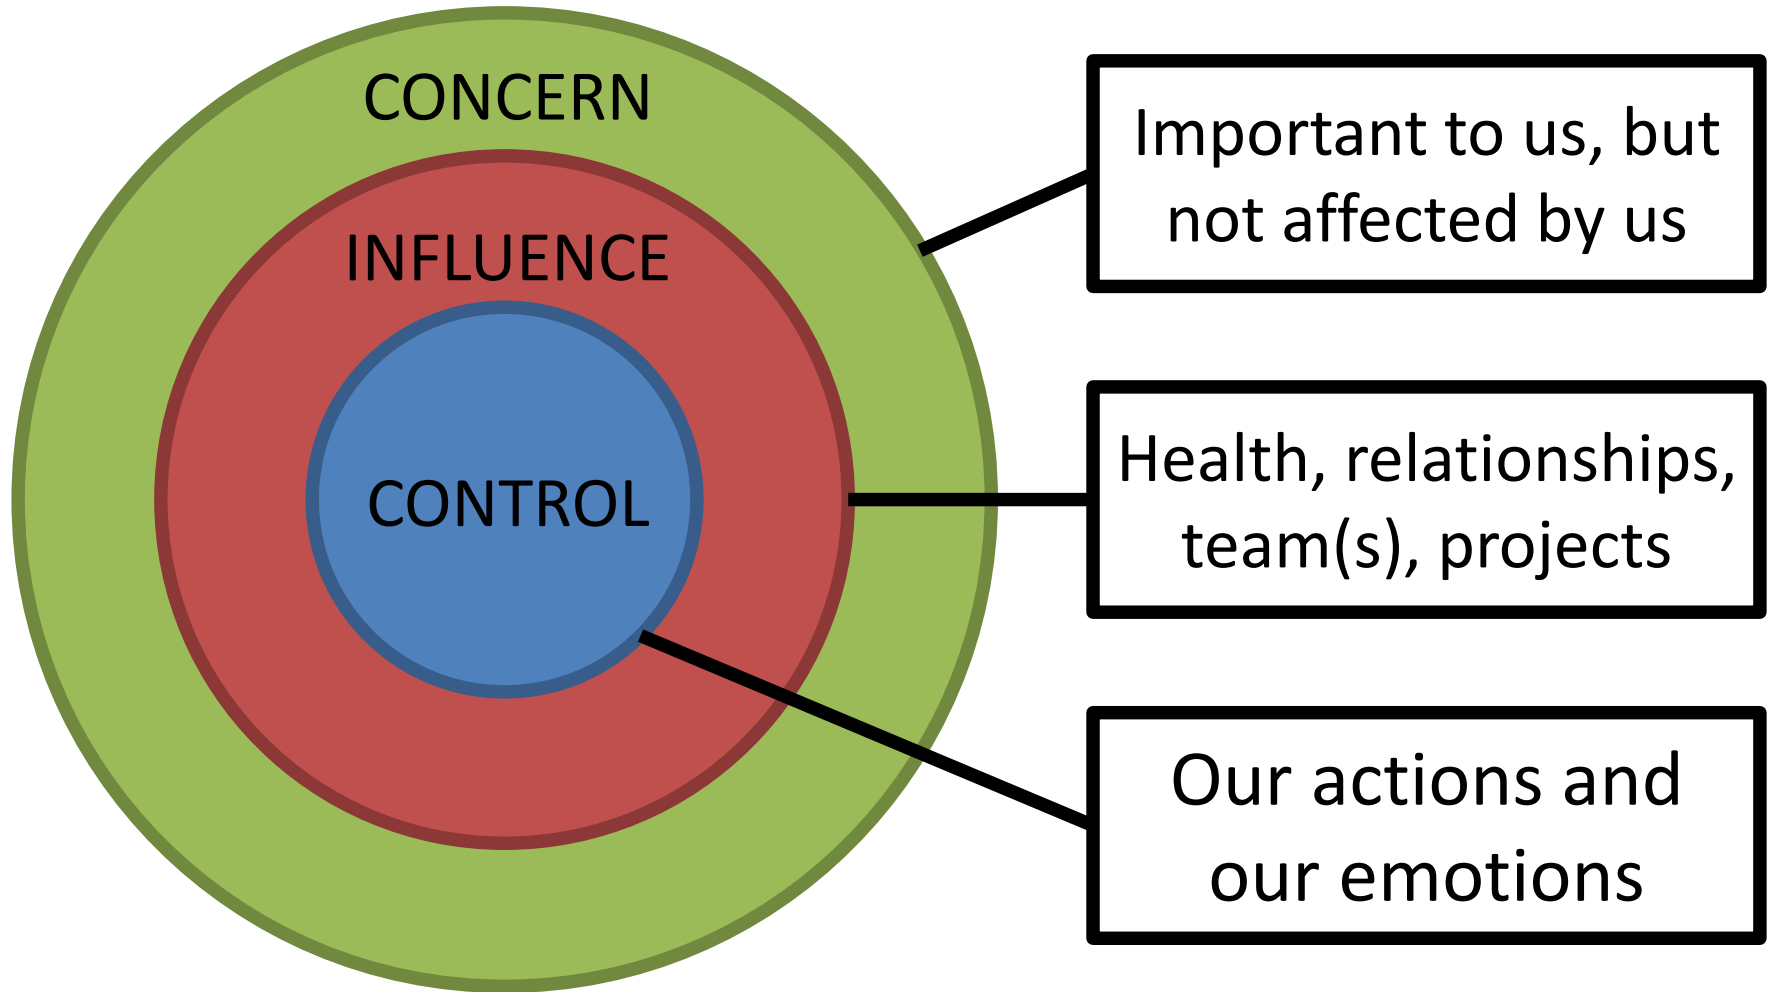 CONCERN
INFLUENCE
CONTROL
Important to us, but
not affected by us
Health, relationships,
team(s), projects
Our actions and
our emotions